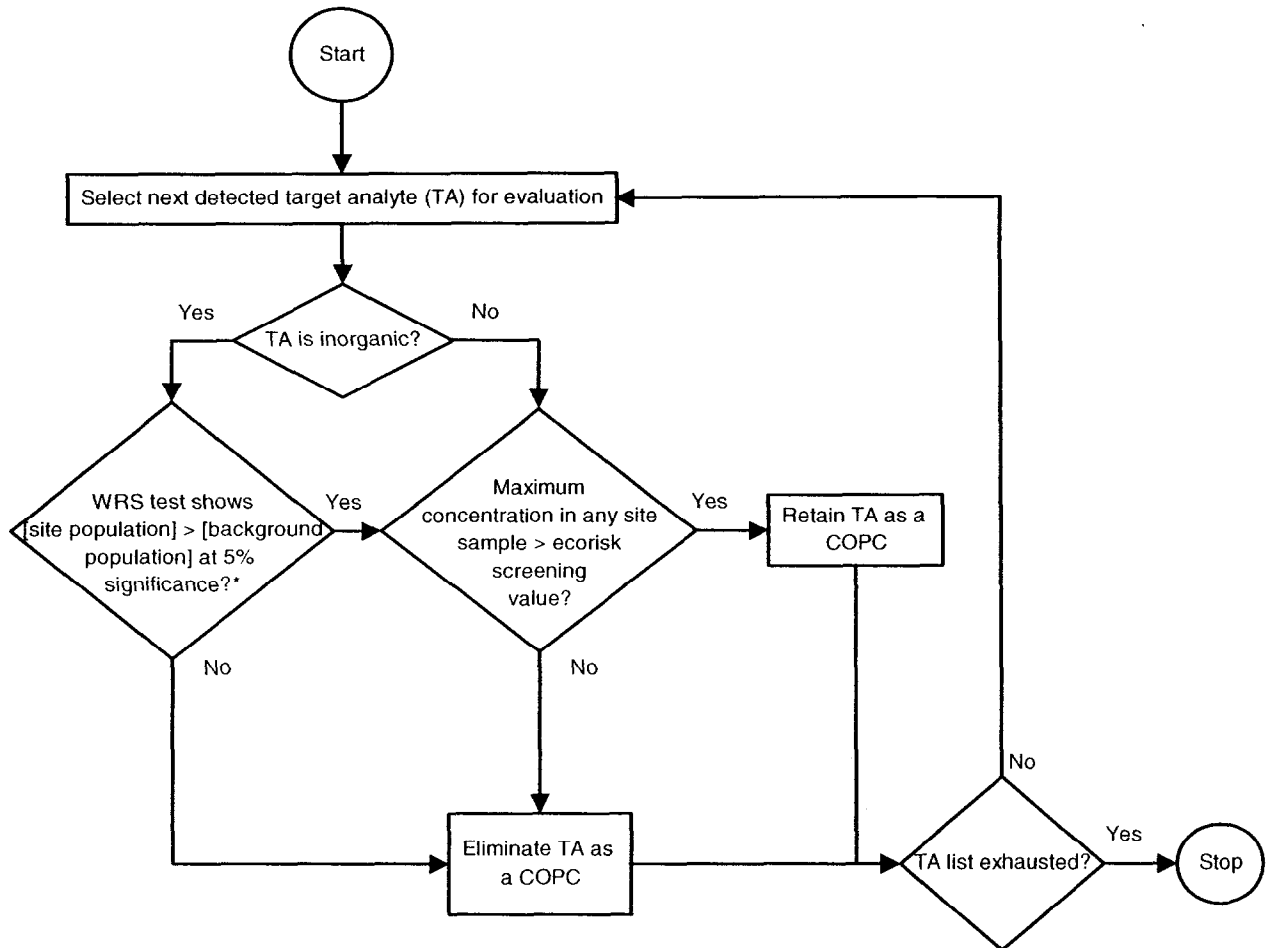 Start
Select next detected target analyte (TA) for evaluation
Yes
No
TA is inorganic?
WRS test shows
[site population] > [background
population] at 5%
significance?*
Yes
Maximum
concentration in any site
sample > ecorisk
screening
value?
Yes
Retain TA as a
COPC
No
No
No
Eliminate TA as
a COPC
TA list exhausted?
Yes
Stop